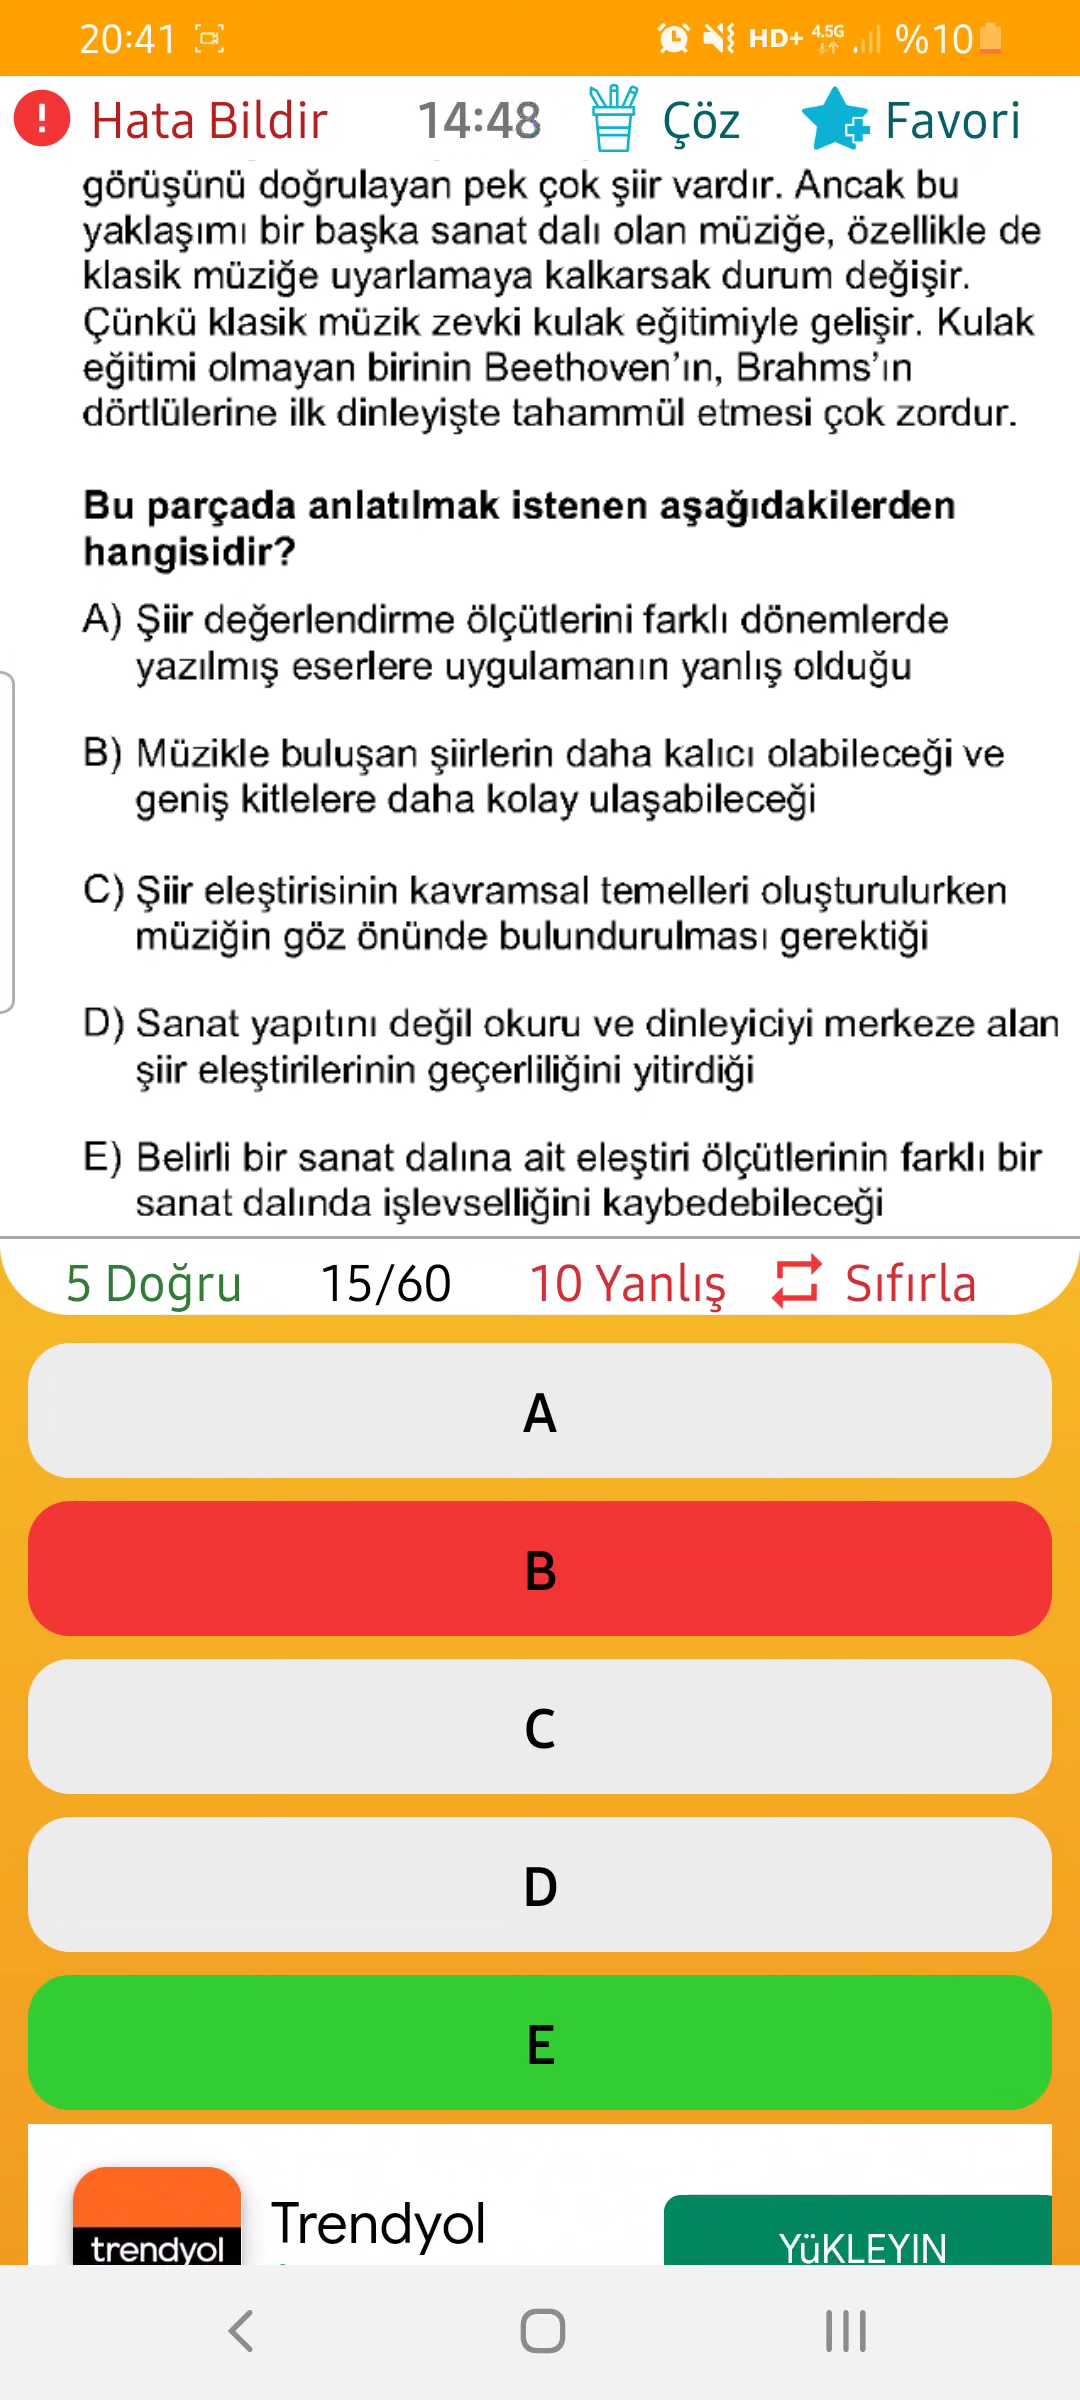 20:41 HD+ 4.5G %10
Hata Bildir 14:48 Çöz Favori
görüşünü doğrulayan pek çok şiir vardır. Ancak bu
yaklaşımı bir başka sanat dalı olan müziğe, özellikle de
klasik müziğe uyarlamaya kalkarsak durum değişir.
Çünkü klasik müzik zevki kulak eğitimiyle gelişir. Kulak
eğitimi olmayan birinin Beethoven'ın, Brahms'ın
dörtlülerine ilk dinleyişte tahammül etmesi çok zordur.
Bu parçada anlatılmak istenen aşağıdakilerden
hangisidir?
A) Şiir değerlendirme ölçütlerini farklı dönemlerde
yazılmış eserlere uygulamanın yanlış olduğu
B) Müzikle buluşan şiirlerin daha kalıcı olabileceği ve
geniş kitlelere daha kolay ulaşabileceği
C) Şiir eleştirisinin kavramsal temelleri oluşturulurken
müziğin göz önünde bulundurulması gerektiği
D) Sanat yapıtını değil okuru ve dinleyiciyi merkeze alan
şiir eleştirilerinin geçerliliğini yitirdiği
E) Belirli bir sanat dalına ait eleştiri ölçütlerinin farklı bir
sanat dalında işlevselliğini kaybedebileceği
5 Doğru 15/60 10 Yanlış Sıfırla
A
B
C
D
E
trendyol Trendyol YüKLEYIN